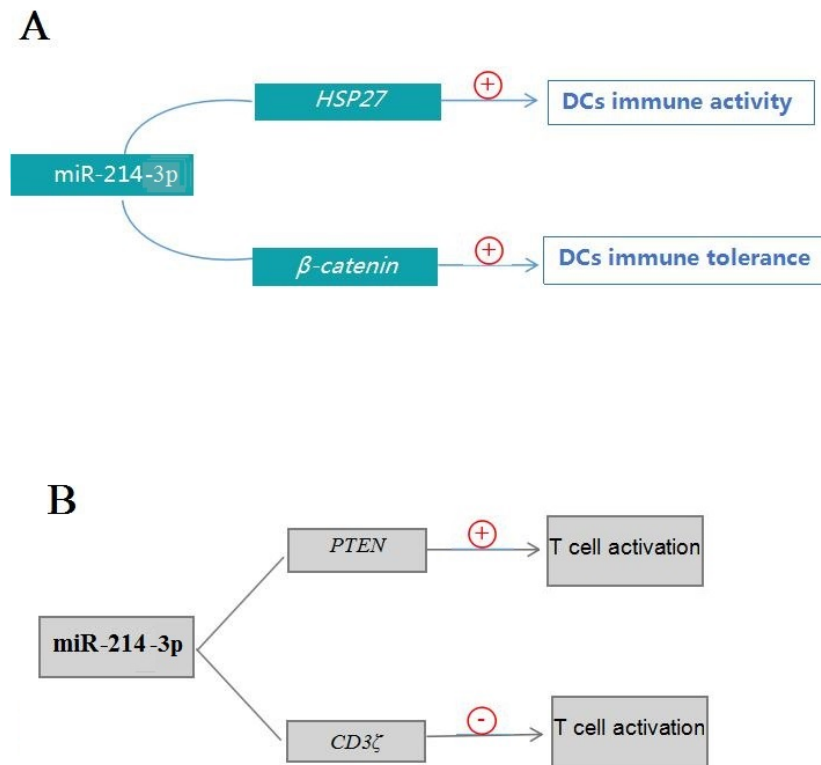 A
HSP27
+
DCs immune activity
miR-214-3p
β-catenin
+
DCs immune tolerance
B
PTEN
+
T cell activation
miR-214-3p
CD3ζ
-
T cell activation